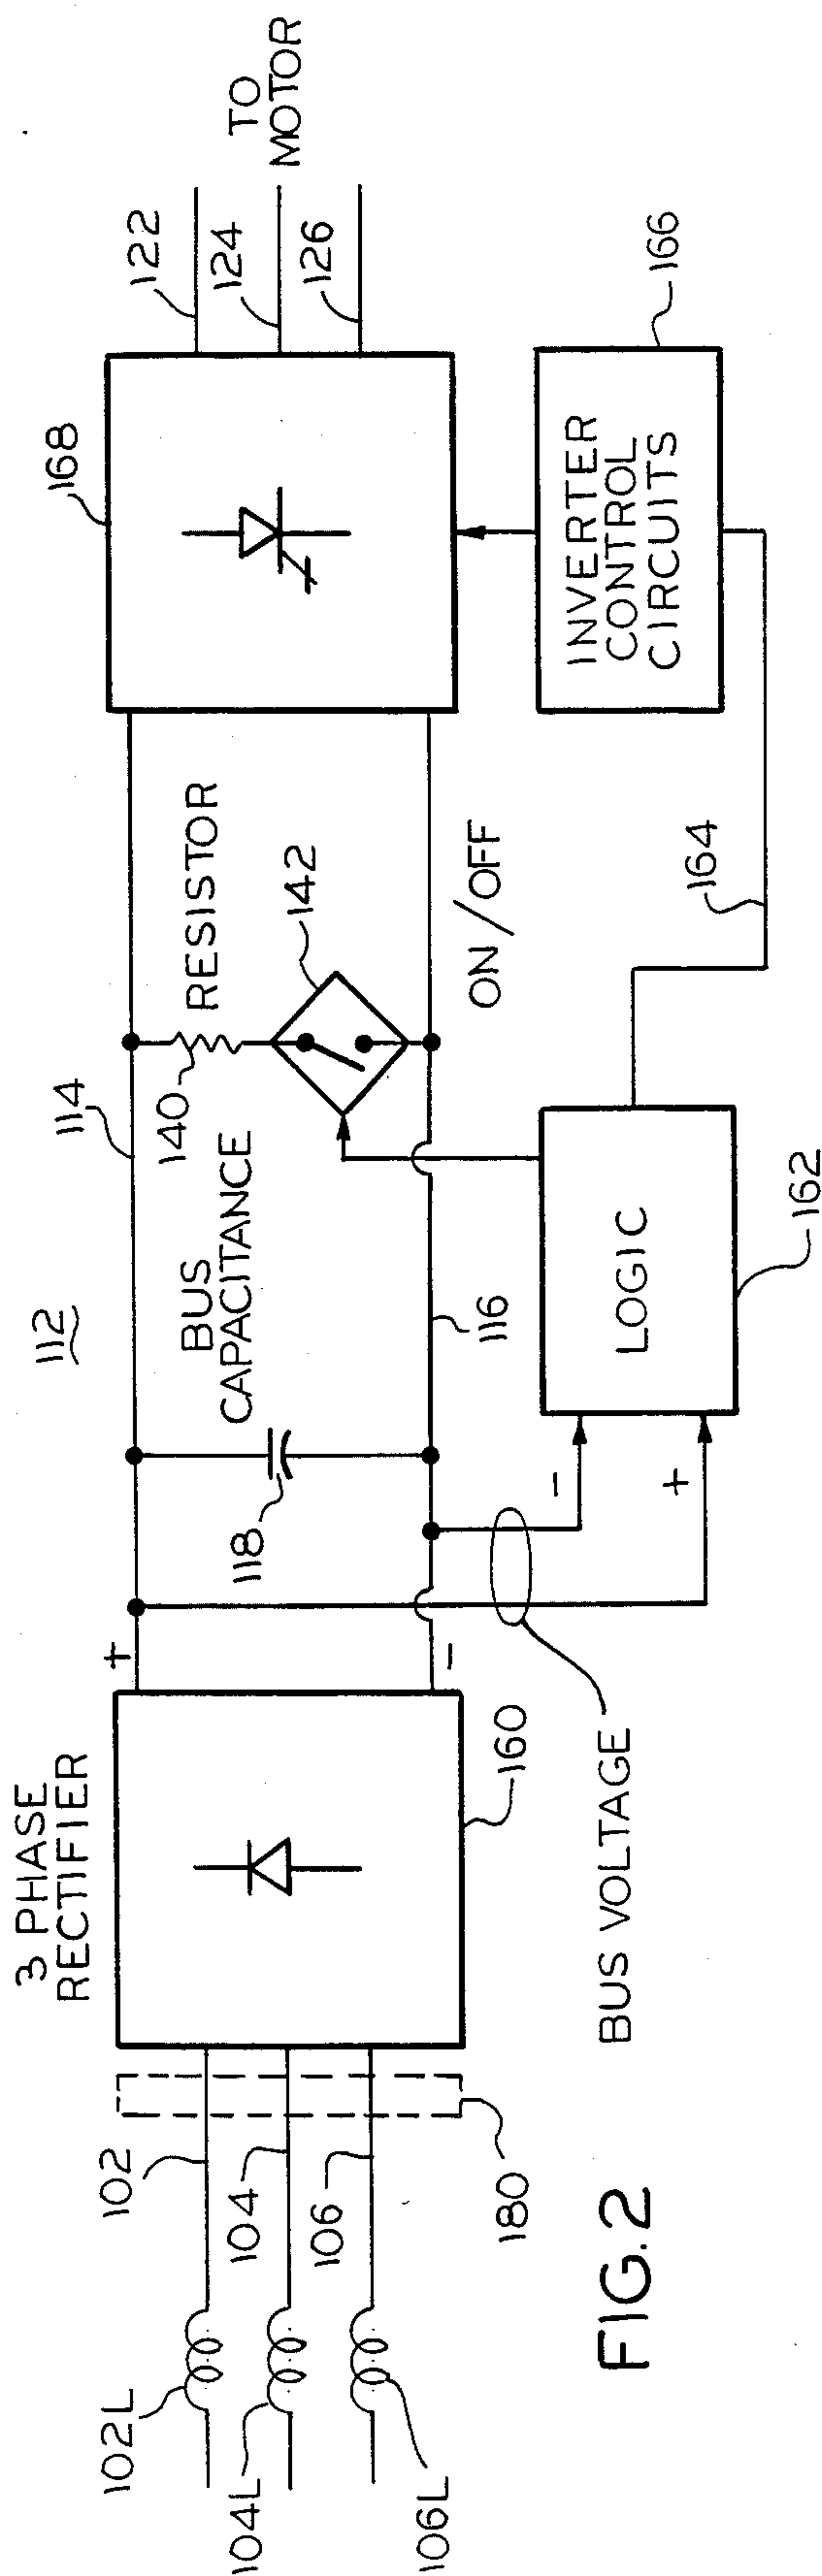 3 PHASE
RECTIFIER
102L
102
104L
104
106L
106
180
160
+
-
BUS VOLTAGE
118
BUS
CAPACITANCE
112
114
116
-
+
LOGIC
162
140
RESISTOR
142
ON/OFF
164
168
INVERTER
CONTROL
CIRCUITS
166
122
124
126
TO
MOTOR
FIG.2